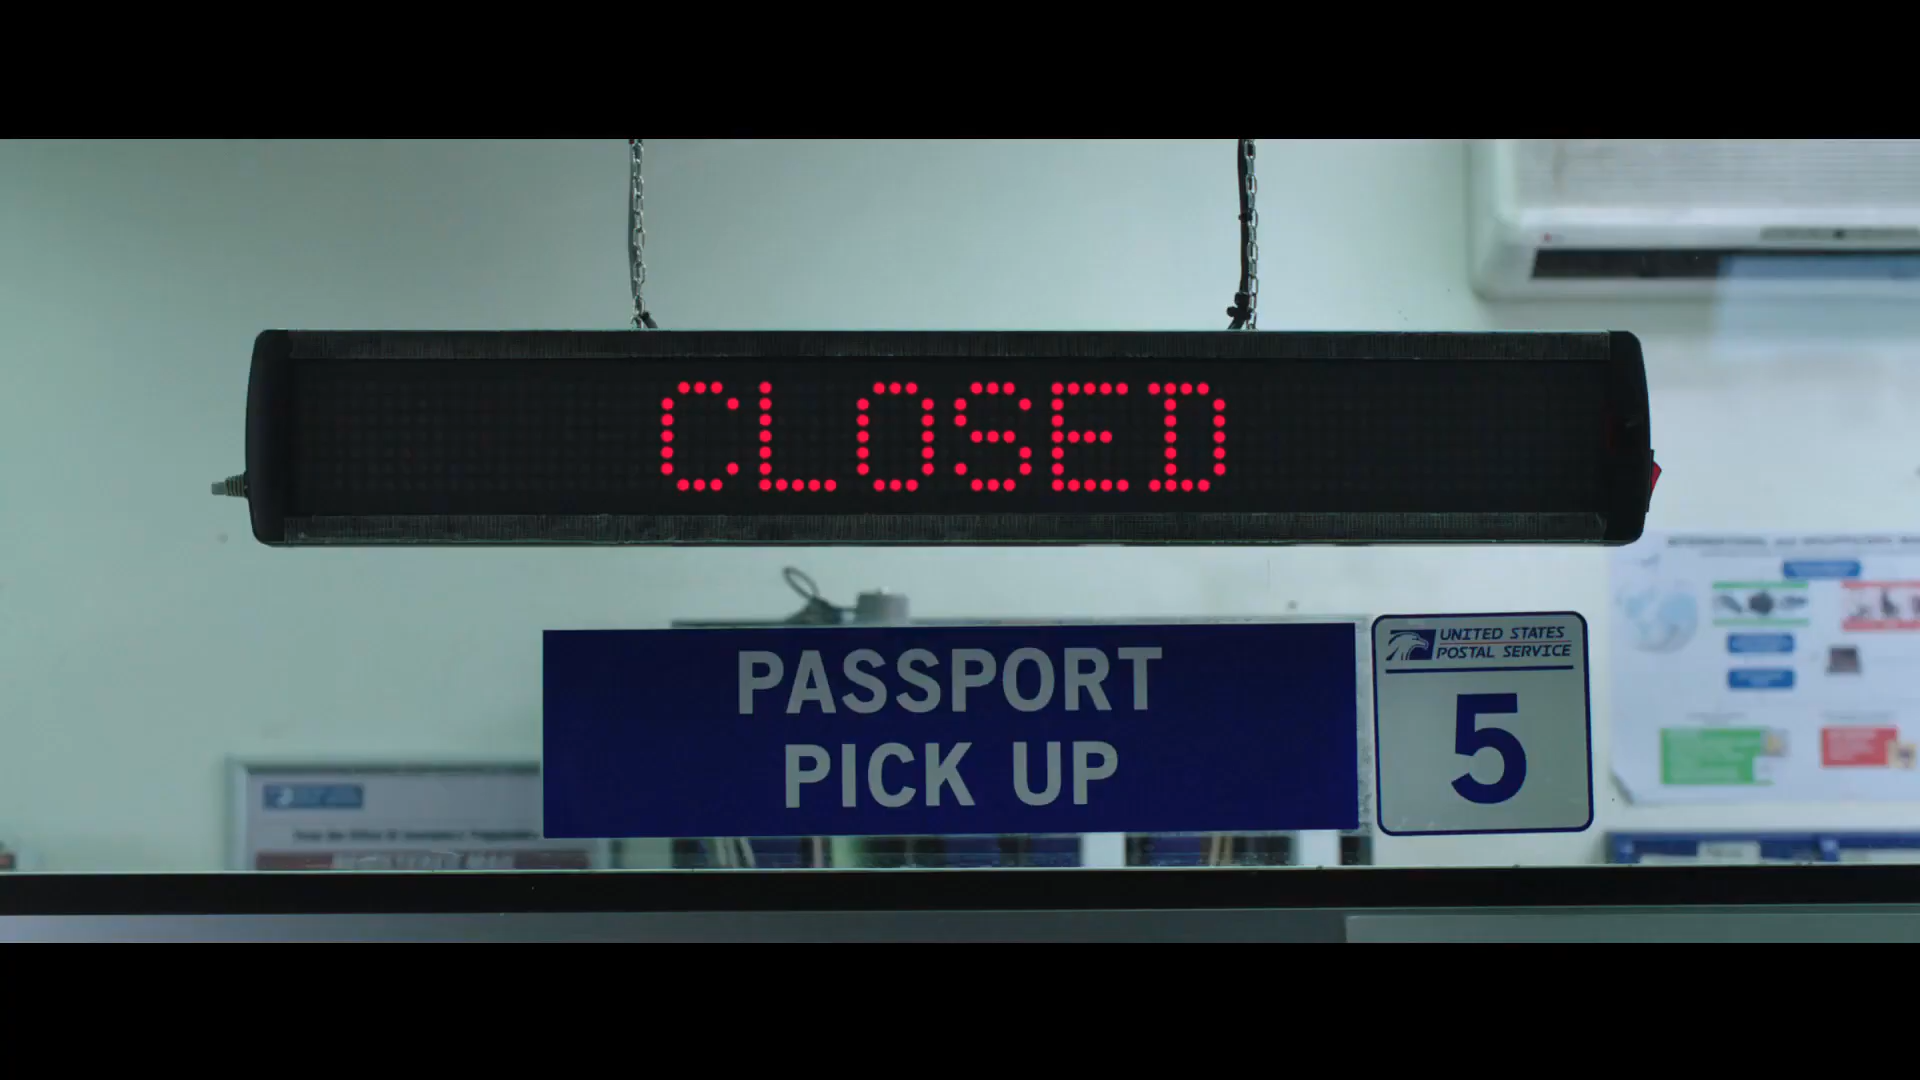 CLOSED
PASSPORT
PICK UP
UNITED STATES
POSTAL SERVICE
5